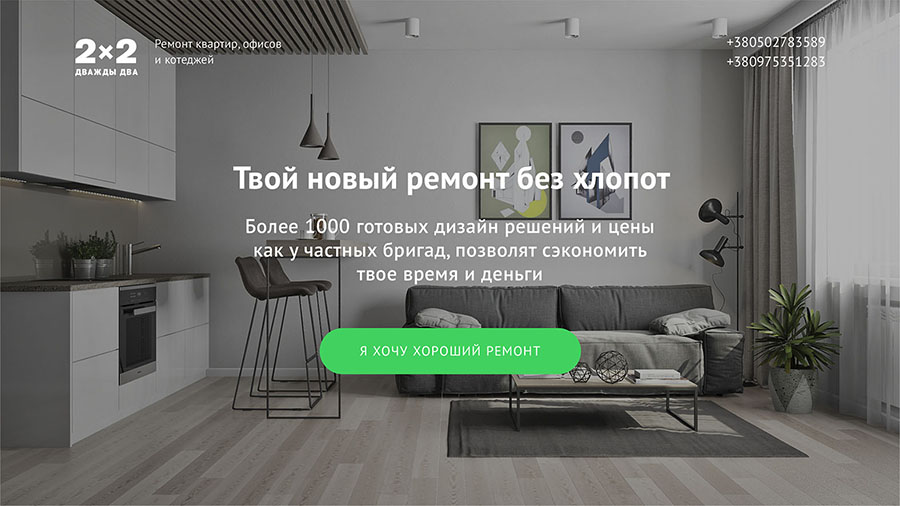 2×2
ДВАЖДЫ ДВА
Ремонт квартир, офисов
и котеджей
+380502783589
+380975351283
Твой новый ремонт без хлопот
Более 1000 готовых дизайн решений и цены
как у частных бригад, позволят сэкономить
твое время и деньги
Я ХОЧУ ХОРОШИЙ РЕМОНТ